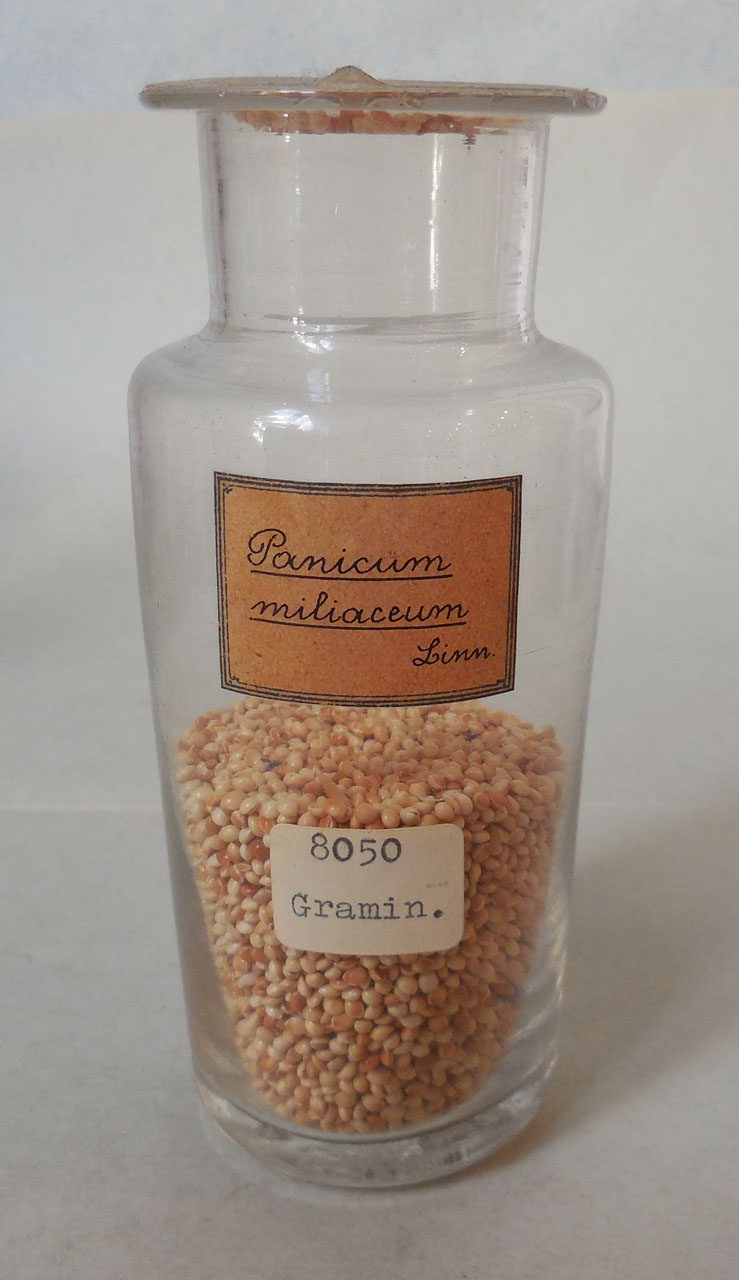 Panicum
miliaceum
Linn.
8050
Gramin.